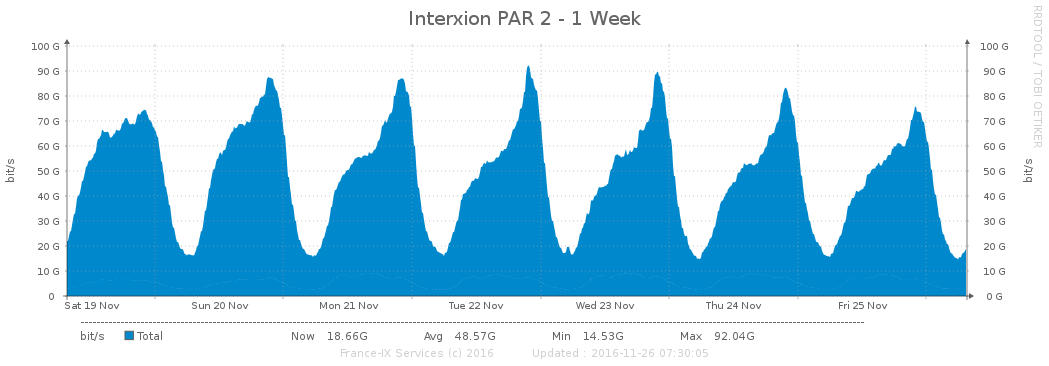 Interxion PAR 2 - 1 Week
RRDTOOL / TOBI OETIKER
100 G 100 G
90 G 90 G
80 G 80 G
70 G 70 G
60 G 60 G
50 G 50 G
40 G 40 G
30 G 30 G
20 G 20 G
10 G 10 G
0 0 G
bit/s bit/s
Sat 19 Nov Sun 20 Nov Mon 21 Nov Tue 22 Nov Wed 23 Nov Thu 24 Nov Fri 25 Nov
bit/s Total Now 18.66G Avg 48.57G Min 14.53G Max 92.04G
France-IX Services (c) 2016 Updated : 2016-11-26 07:30:05